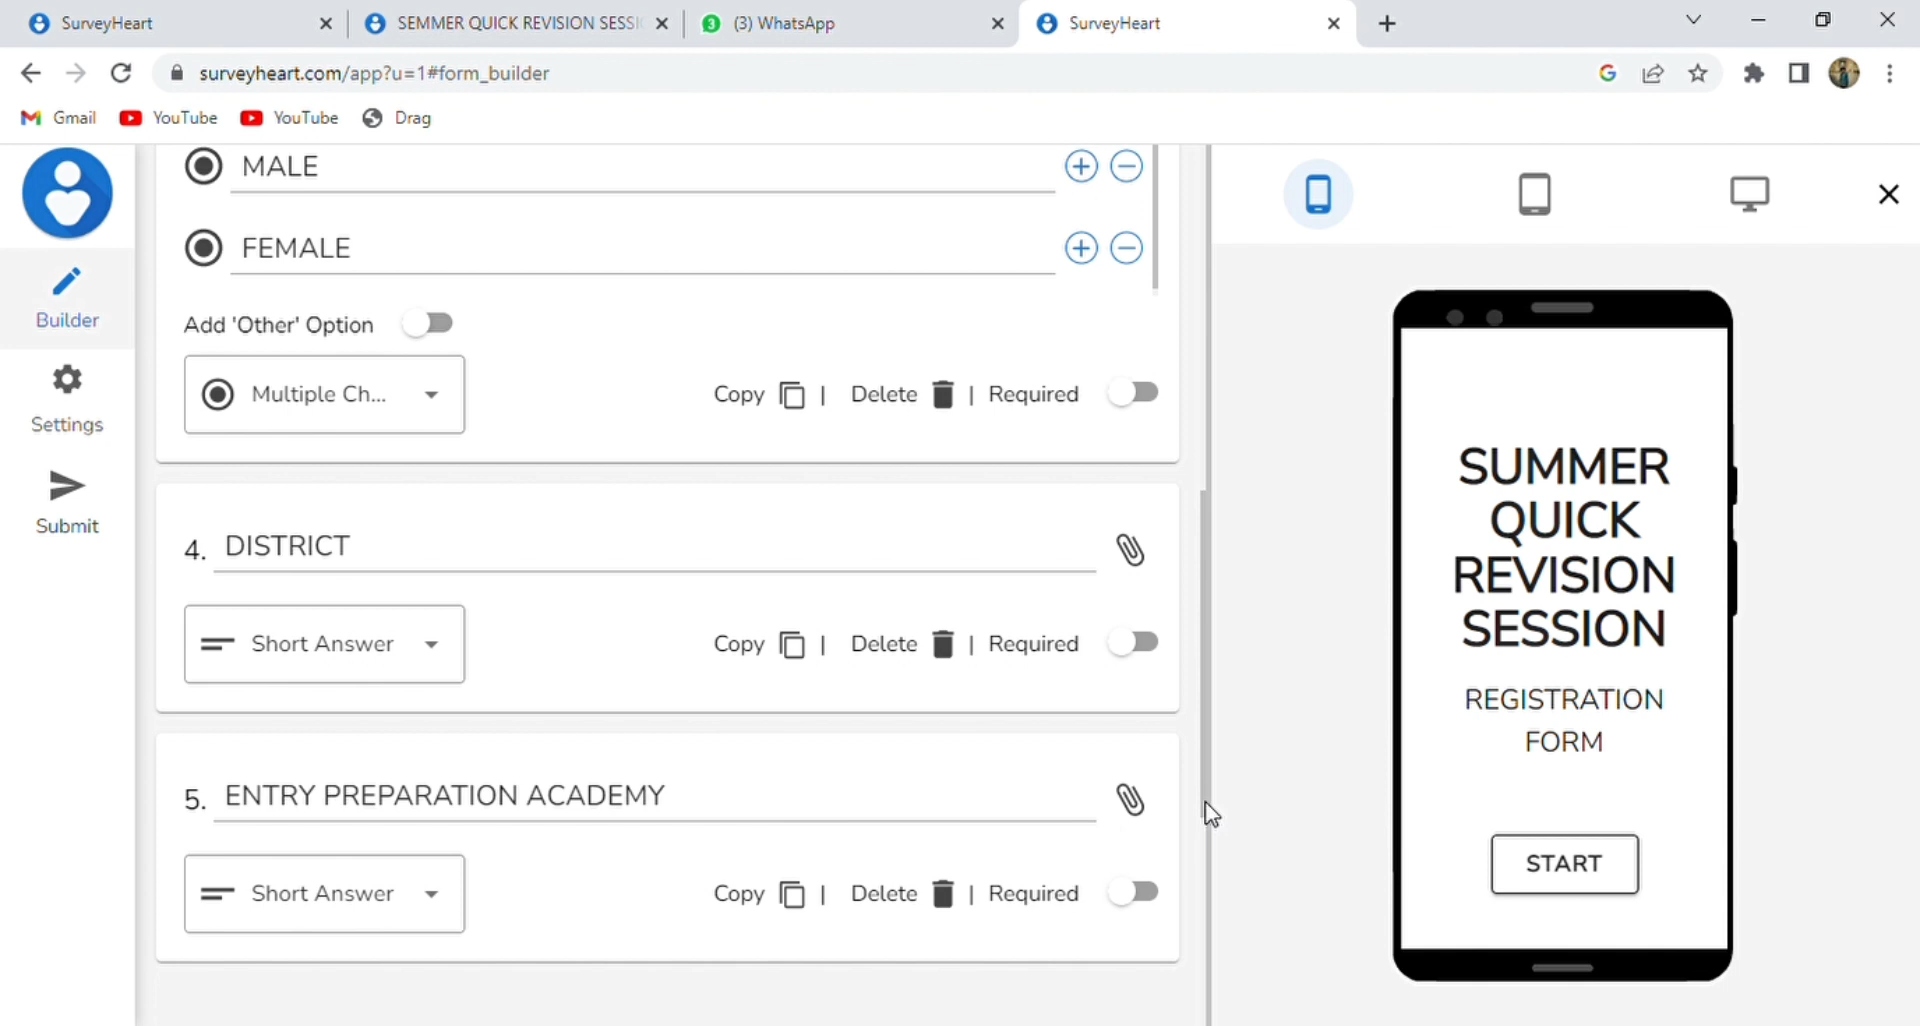 SurveyHeart
SEMMER QUICK REVISION SESSI
3 (3) WhatsApp
SurveyHeart
surveyheart.com/app?u=1#form_builder
Gmail
YouTube
YouTube
Drag
Builder
Settings
Submit
MALE
FEMALE
Add 'Other' Option
Multiple Ch...
Copy | Delete | Required
4. DISTRICT
Short Answer
Copy | Delete | Required
5. ENTRY PREPARATION ACADEMY
Short Answer
Copy | Delete | Required
SUMMER
QUICK
REVISION
SESSION
REGISTRATION
FORM
START